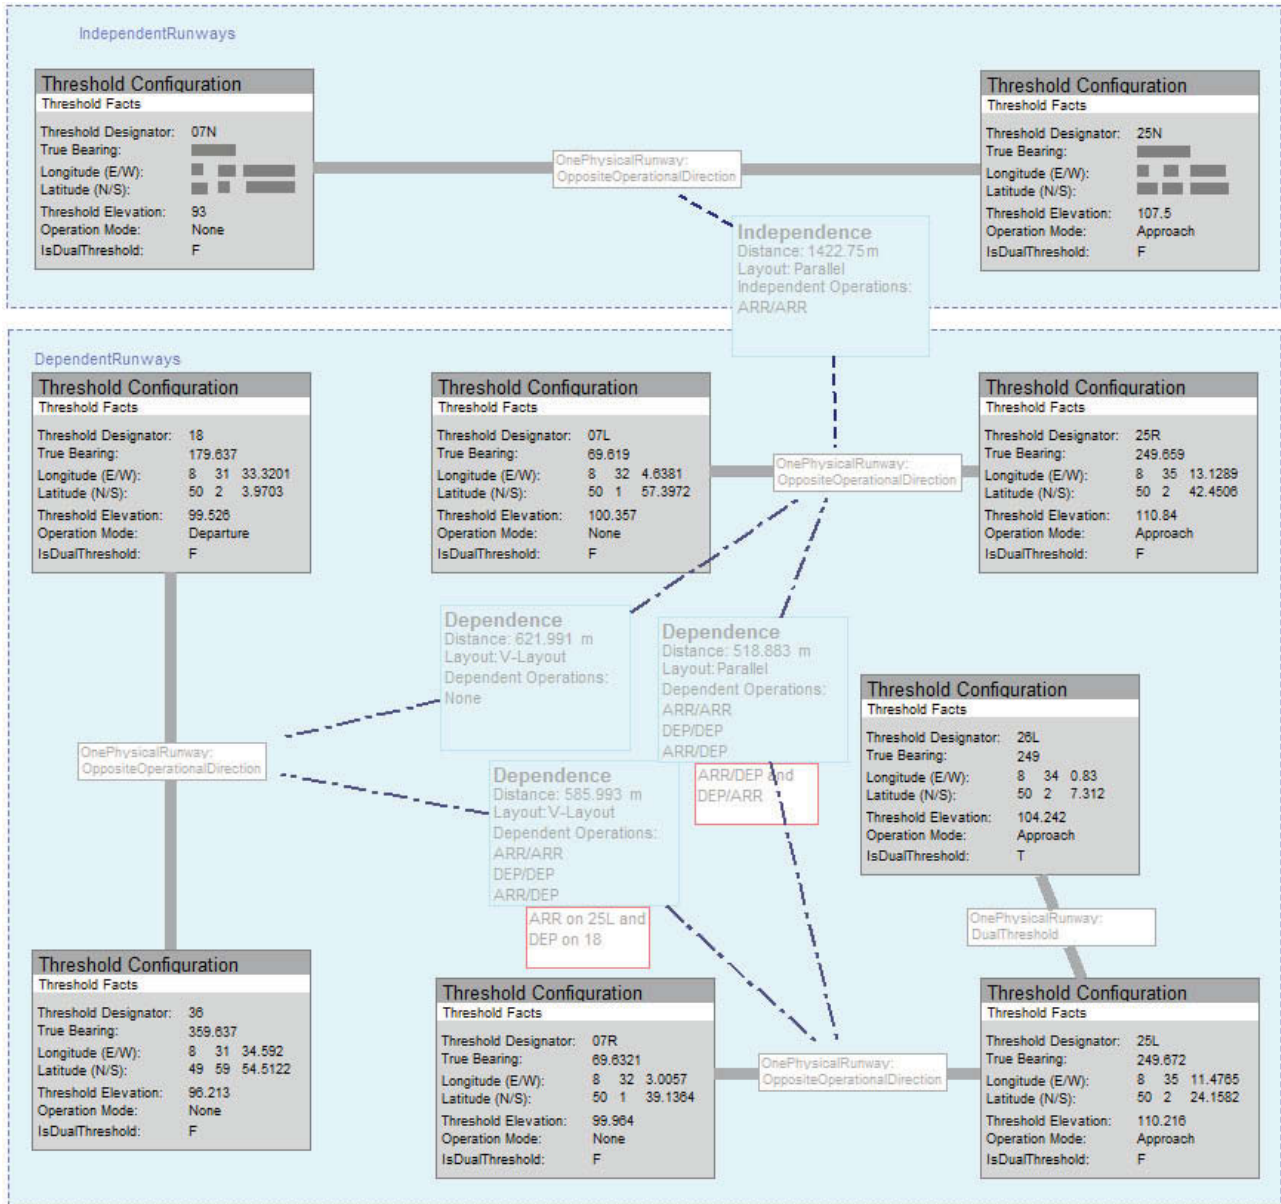 IndependentRunways
Threshold Configuration
Threshold Facts
Threshold Designator: 07N
True Bearing:
Longitude (E/W):
Latitude (N/S):
Threshold Elevation: 93
Operation Mode: None
IsDualThreshold: F
OnePhysicalRunway:
OppositeOperationalDirection
Threshold Configuration
Threshold Facts
Threshold Designator: 25N
True Bearing:
Longitude (E/W):
Latitude (N/S):
Threshold Elevation: 107.5
Operation Mode: Approach
IsDualThreshold: F
Independence
Distance: 1422.75 m
Layout: Parallel
Independent Operations:
ARR/ARR
DependentRunways
Threshold Configuration
Threshold Facts
Threshold Designator: 18
True Bearing: 179.637
Longitude (E/W): 8 31 33.3201
Latitude (N/S): 50 2 3.9703
Threshold Elevation: 99.526
Operation Mode: Departure
IsDualThreshold: F
Threshold Configuration
Threshold Facts
Threshold Designator: 07L
True Bearing: 69.619
Longitude (E/W): 8 32 4.6381
Latitude (N/S): 50 1 57.3972
Threshold Elevation: 100.357
Operation Mode: None
IsDualThreshold: F
OnePhysicalRunway:
OppositeOperationalDirection
Threshold Configuration
Threshold Facts
Threshold Designator: 25R
True Bearing: 249.659
Longitude (E/W): 8 35 13.1289
Latitude (N/S): 50 2 42.4506
Threshold Elevation: 110.84
Operation Mode: Approach
IsDualThreshold: F
Dependence
Distance: 621.991 m
Layout: V-Layout
Dependent Operations:
None
Dependence
Distance: 518.883 m
Layout: Parallel
Dependent Operations:
ARR/ARR
DEP/DEP
ARR/DEP
ARR/DEP and
DEP/ARR
OnePhysicalRunway:
OppositeOperationalDirection
Dependence
Distance: 585.993 m
Layout: V-Layout
Dependent Operations:
ARR/ARR
DEP/DEP
ARR/DEP
ARR on 25L and
DEP on 18
Threshold Configuration
Threshold Facts
Threshold Designator: 26L
True Bearing: 249
Longitude (E/W): 8 34 0.83
Latitude (N/S): 50 2 7.312
Threshold Elevation: 104.242
Operation Mode: Approach
IsDualThreshold: T
OnePhysicalRunway:
DualThreshold
Threshold Configuration
Threshold Facts
Threshold Designator: 36
True Bearing: 359.637
Longitude (E/W): 8 31 34.592
Latitude (N/S): 49 59 54.5122
Threshold Elevation: 96.213
Operation Mode: None
IsDualThreshold: F
Threshold Configuration
Threshold Facts
Threshold Designator: 07R
True Bearing: 69.6321
Longitude (E/W): 8 32 3.0057
Latitude (N/S): 50 1 39.1364
Threshold Elevation: 99.964
Operation Mode: None
IsDualThreshold: F
OnePhysicalRunway:
OppositeOperationalDirection
Threshold Configuration
Threshold Facts
Threshold Designator: 25L
True Bearing: 249.672
Longitude (E/W): 8 35 11.4765
Latitude (N/S): 50 2 24.1582
Threshold Elevation: 110.216
Operation Mode: Approach
IsDualThreshold: F